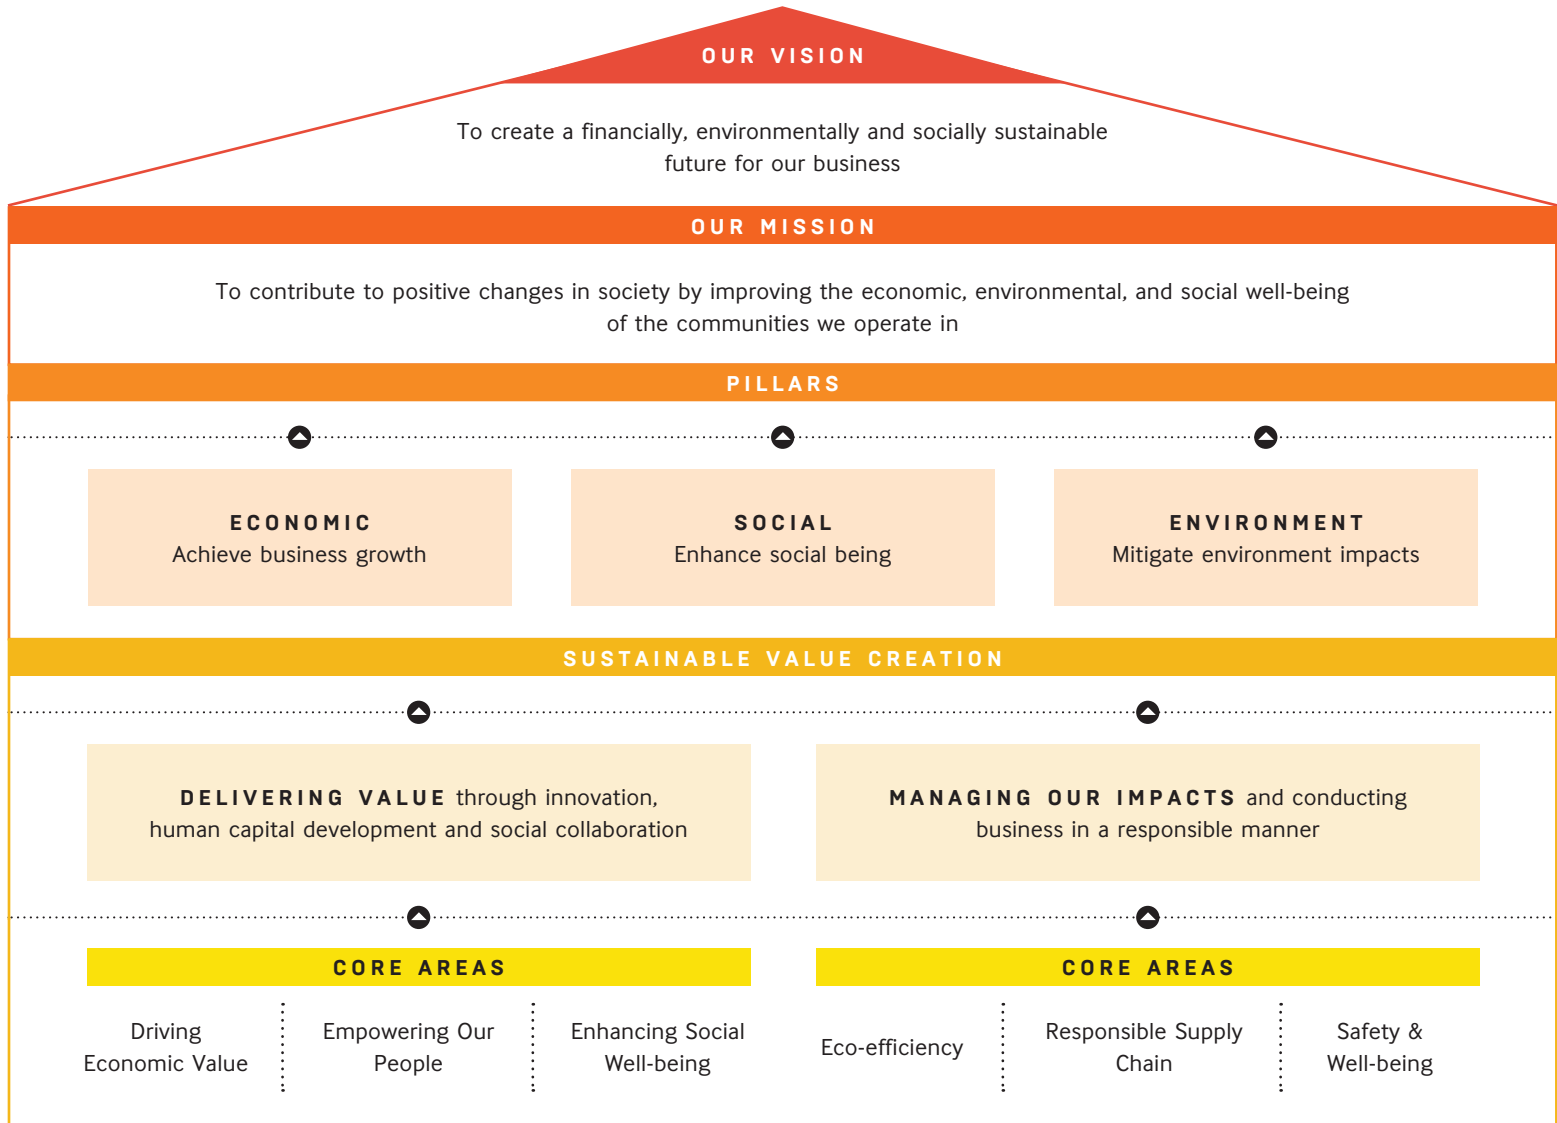 OUR VISION
To create a financially, environmentally and socially sustainable
future for our business
OUR MISSION
To contribute to positive changes in society by improving the economic, environmental, and social well-being
of the communities we operate in
PILLARS
ECONOMIC
Achieve business growth
SOCIAL
Enhance social being
ENVIRONMENT
Mitigate environment impacts
SUSTAINABLE VALUE CREATION
DELIVERING VALUE through innovation,
human capital development and social collaboration
MANAGING OUR IMPACTS and conducting
business in a responsible manner
CORE AREAS
Driving
Economic Value
Empowering Our
People
Enhancing Social
Well-being
CORE AREAS
Eco-efficiency
Responsible Supply
Chain
Safety &
Well-being